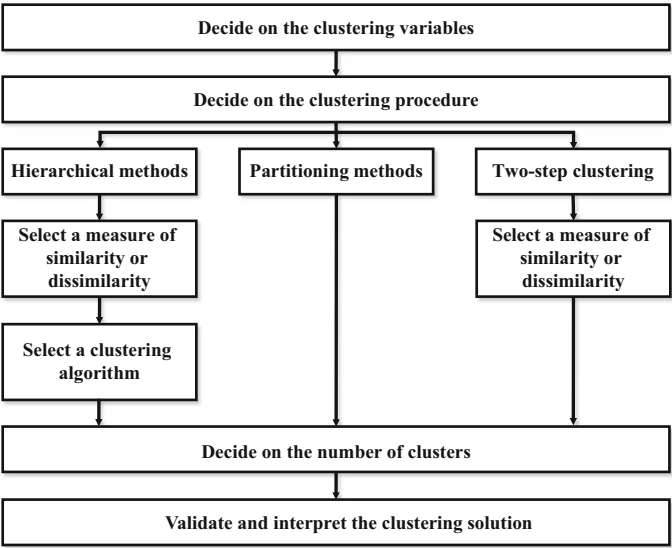 Decide on the clustering variables
Decide on the clustering procedure
Hierarchical methods
Partitioning methods
Two-step clustering
Select a measure of
similarity or
dissimilarity
Select a measure of
similarity or
dissimilarity
Select a clustering
algorithm
Decide on the number of clusters
Validate and interpret the clustering solution